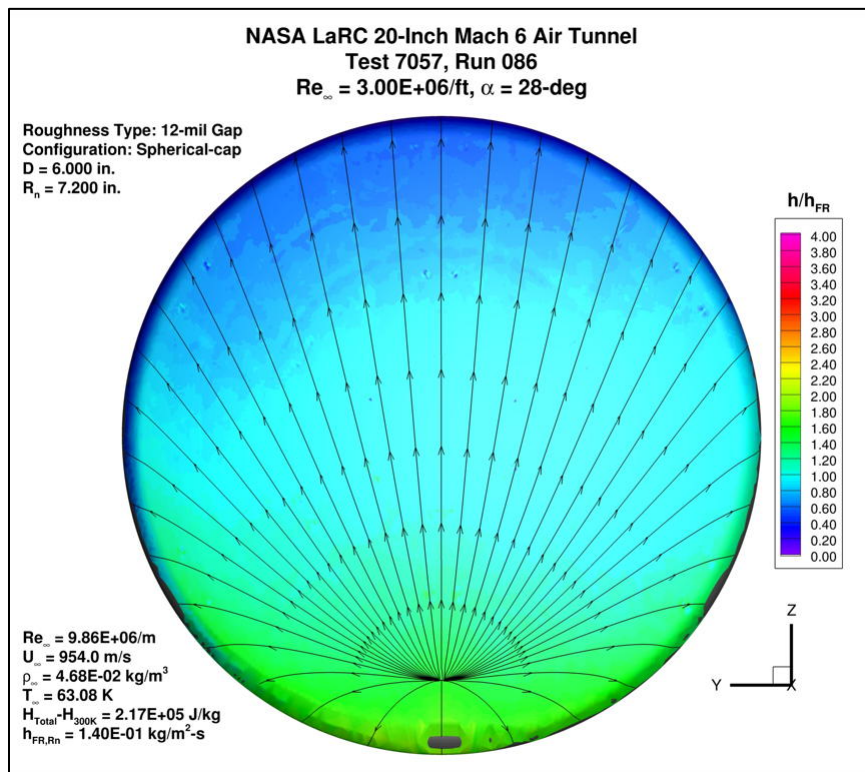 NASA LaRC 20-Inch Mach 6 Air Tunnel
Test 7057, Run 086
Re∞ = 3.00E+06/ft, α = 28-deg
Roughness Type: 12-mil Gap
Configuration: Spherical-cap
D = 6.000 in.
Rn = 7.200 in.
h/hFR
4.00
3.80
3.60
3.40
3.20
3.00
2.80
2.60
2.40
2.20
2.00
1.80
1.60
1.40
1.20
1.00
0.80
0.60
0.40
0.20
0.00
Re∞ = 9.86E+06/m
U∞ = 954.0 m/s
ρ∞ = 4.68E-02 kg/m³
T∞ = 63.08 K
HTotal-H300K = 2.17E+05 J/kg
hFR,Rn = 1.40E-01 kg/m²-s
Z
Y
X